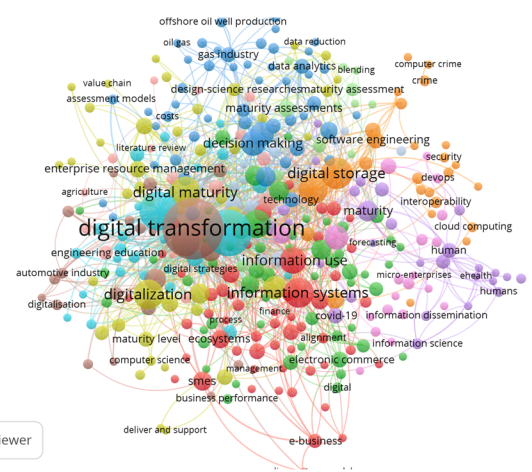 offshore oil well production
oil gas
data reduction
gas industry
data analytics
blending
computer crime
crime
value chain
design-science researches
maturity assessment
assessment models
maturity assessments
costs
decision making
software engineering
literature review
security
enterprise resource management
digital storage
devops
agriculture
digital maturity
technology
interoperability
maturity
digital transformation
cloud computing
forecasting
engineering education
human
information use
automotive industry
digital strategies
micro-enterprises
ehealth
digitalization
information systems
humans
digitalisation
finance
covid-19
information dissemination
process
maturity level
ecosystems
alignment
information science
computer science
electronic commerce
management
smes
digital
business performance
deliver and support
e-business
iewer